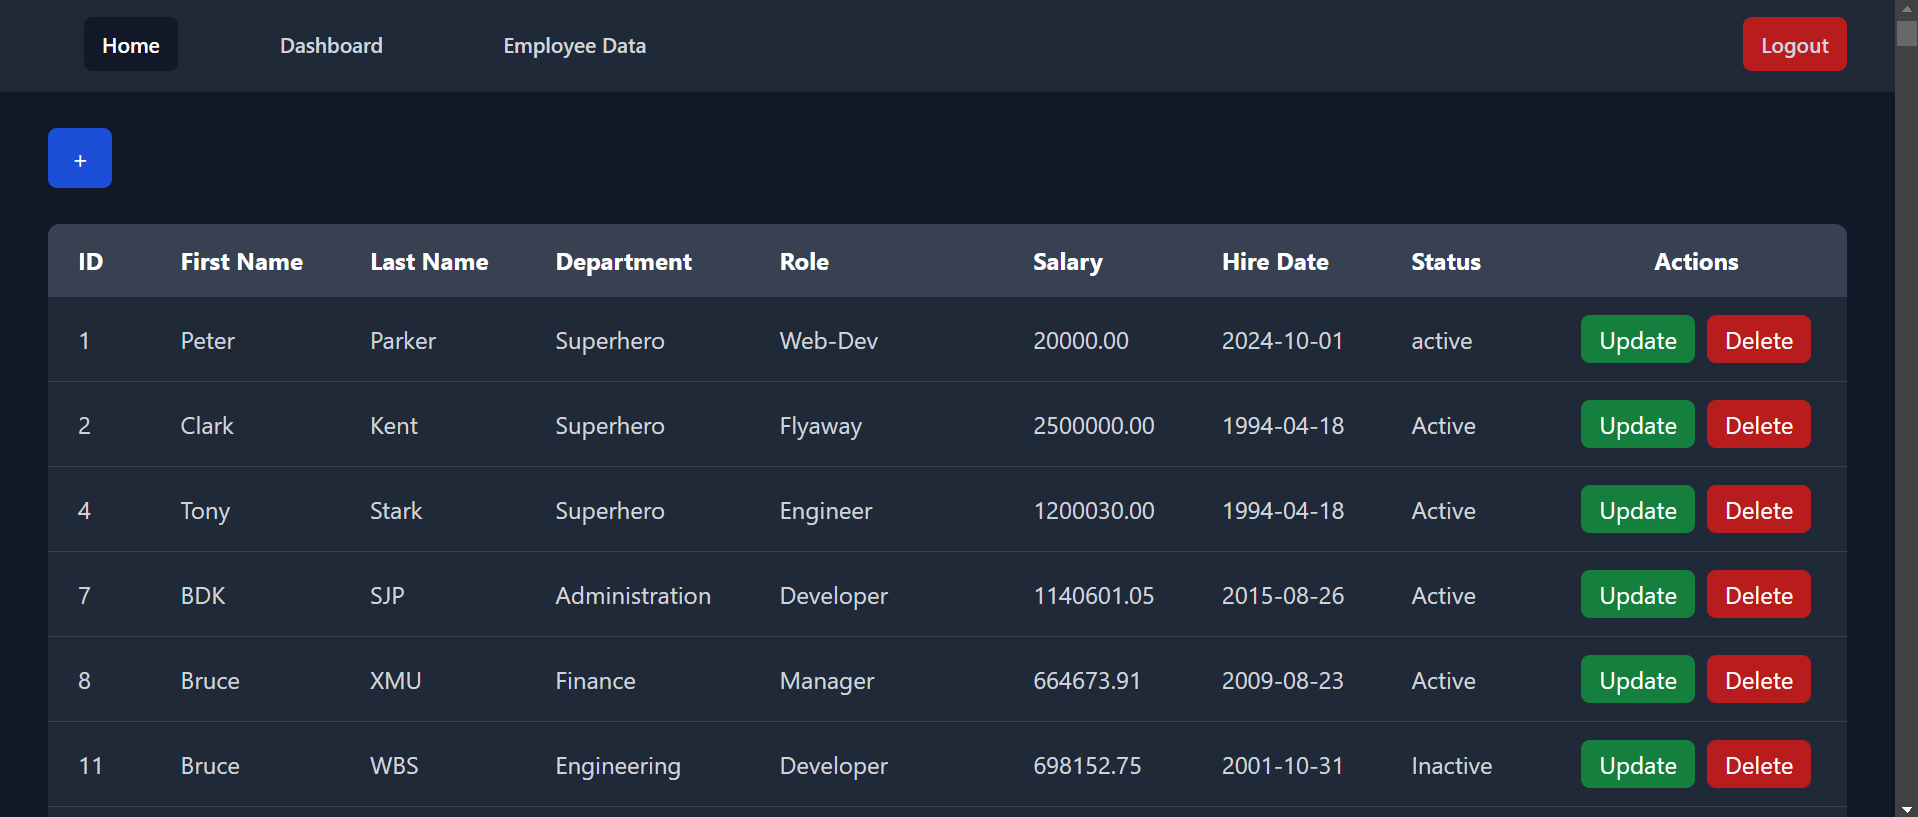 Home Dashboard Employee Data Logout
+
ID First Name Last Name Department Role Salary Hire Date Status Actions
1 Peter Parker Superhero Web-Dev 20000.00 2024-10-01 active Update Delete
2 Clark Kent Superhero Flyaway 2500000.00 1994-04-18 Active Update Delete
4 Tony Stark Superhero Engineer 1200030.00 1994-04-18 Active Update Delete
7 BDK SJP Administration Developer 1140601.05 2015-08-26 Active Update Delete
8 Bruce XMU Finance Manager 664673.91 2009-08-23 Active Update Delete
11 Bruce WBS Engineering Developer 698152.75 2001-10-31 Inactive Update Delete